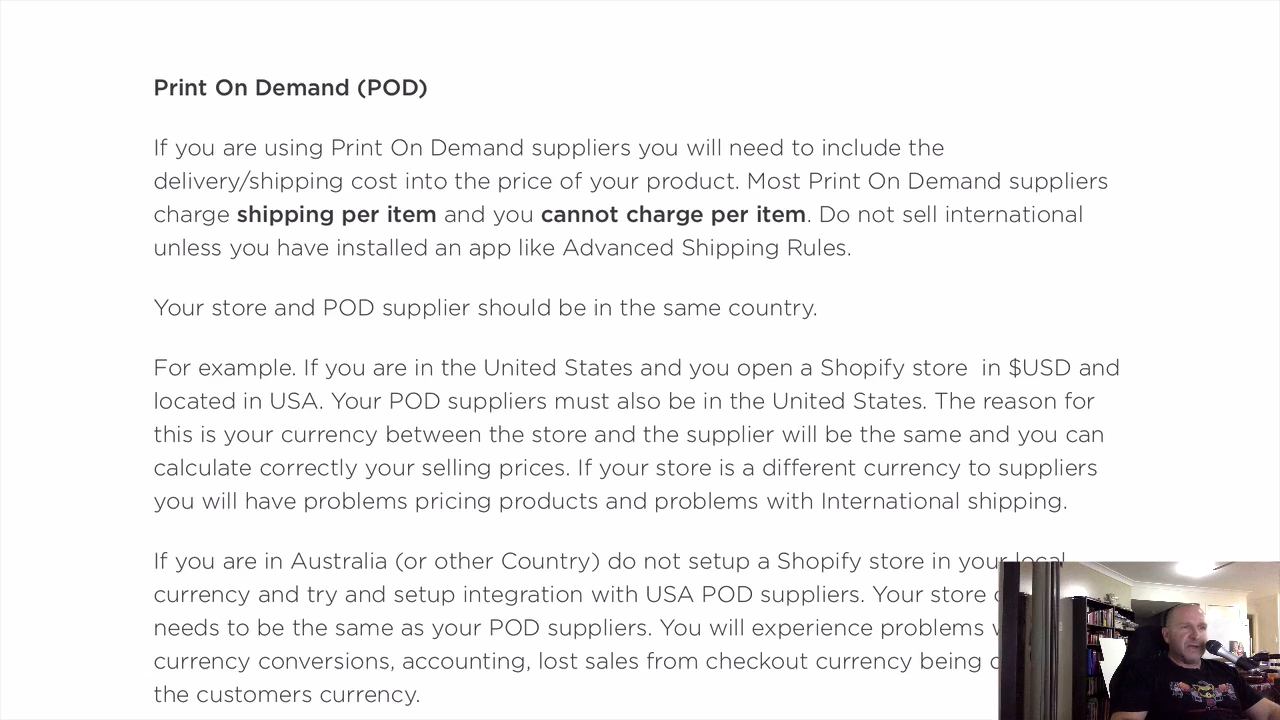 Print On Demand (POD)
If you are using Print On Demand suppliers you will need to include the
delivery/shipping cost into the price of your product. Most Print On Demand suppliers
charge shipping per item and you cannot charge per item. Do not sell international
unless you have installed an app like Advanced Shipping Rules.
Your store and POD supplier should be in the same country.
For example. If you are in the United States and you open a Shopify store  in $USD and
located in USA. Your POD suppliers must also be in the United States. The reason for
this is your currency between the store and the supplier will be the same and you can
calculate correctly your selling prices. If your store is a different currency to suppliers
you will have problems pricing products and problems with International shipping.
If you are in Australia (or other Country) do not setup a Shopify store in your local
currency and try and setup integration with USA POD suppliers. Your store
needs to be the same as your POD suppliers. You will experience problems
currency conversions, accounting, lost sales from checkout currency being
the customers currency.